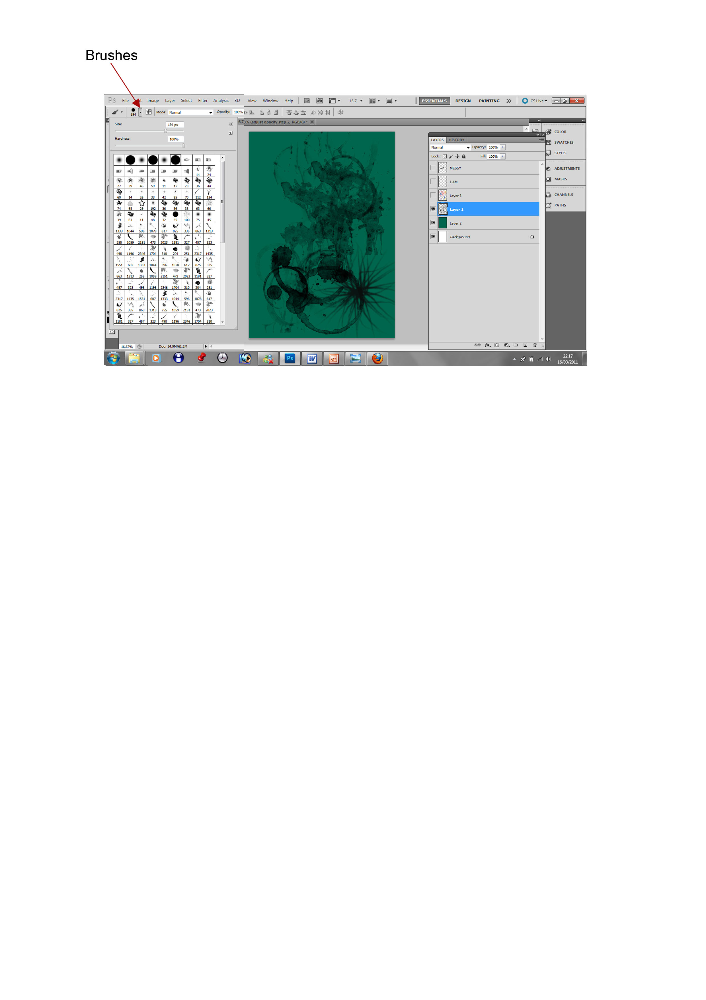 Brushes
Ps File Edit Image Layer Select Filter Analysis 3D View Window Help Br Mb 16.7 ESSENTIALS DESIGN PAINTING CS Live
194 Mode: Normal Opacity: 100%
6.73% (adjust opacity step 2, RGB/8) *
Size: 194 px
Hardness: 100%
14 24
27 39 46 59 11 17 23 36 44
60 14 26 33 42 55 70 112 134
74 95 29 192 36 36 33 63 66
39 63 11 48 32 55 100 75 45
1333 1044 596 1078 617 825 335 863 1313
255 1059 2151 473 2023 1181 327 457 323
498 1196 2346 1704 310 204 251 2317 1435
1551 607 1333 1044 596 1078 617 825 335
863 1313 255 1059 2151 473 2023 1181 327
457 323 498 1196 2346 1704 310 204 251
2317 1435 1551 607 1333 1044 596 1078 617
825 335 863 1313 255 1059 2151 473 2023
1181 327 457 323 498 1196 2346 1704 310
16.67% Doc: 24.9M/61.2M
LAYERS HISTORY
Normal Opacity: 100%
Lock: Fill: 100%
MESSY
I AM
Layer 3
Layer 1
Layer 2
Background
fx
COLOR
SWATCHES
STYLES
ADJUSTMENTS
MASKS
CHANNELS
PATHS
Ps W
22:17
16/03/2011